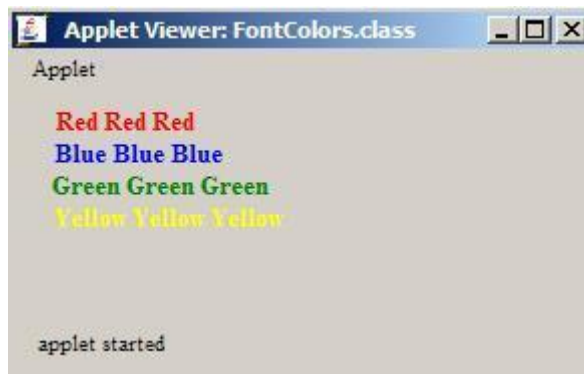 Applet Viewer: FontColors.class
Applet
Red Red Red
Blue Blue Blue
Green Green Green
Yellow Yellow Yellow
applet started